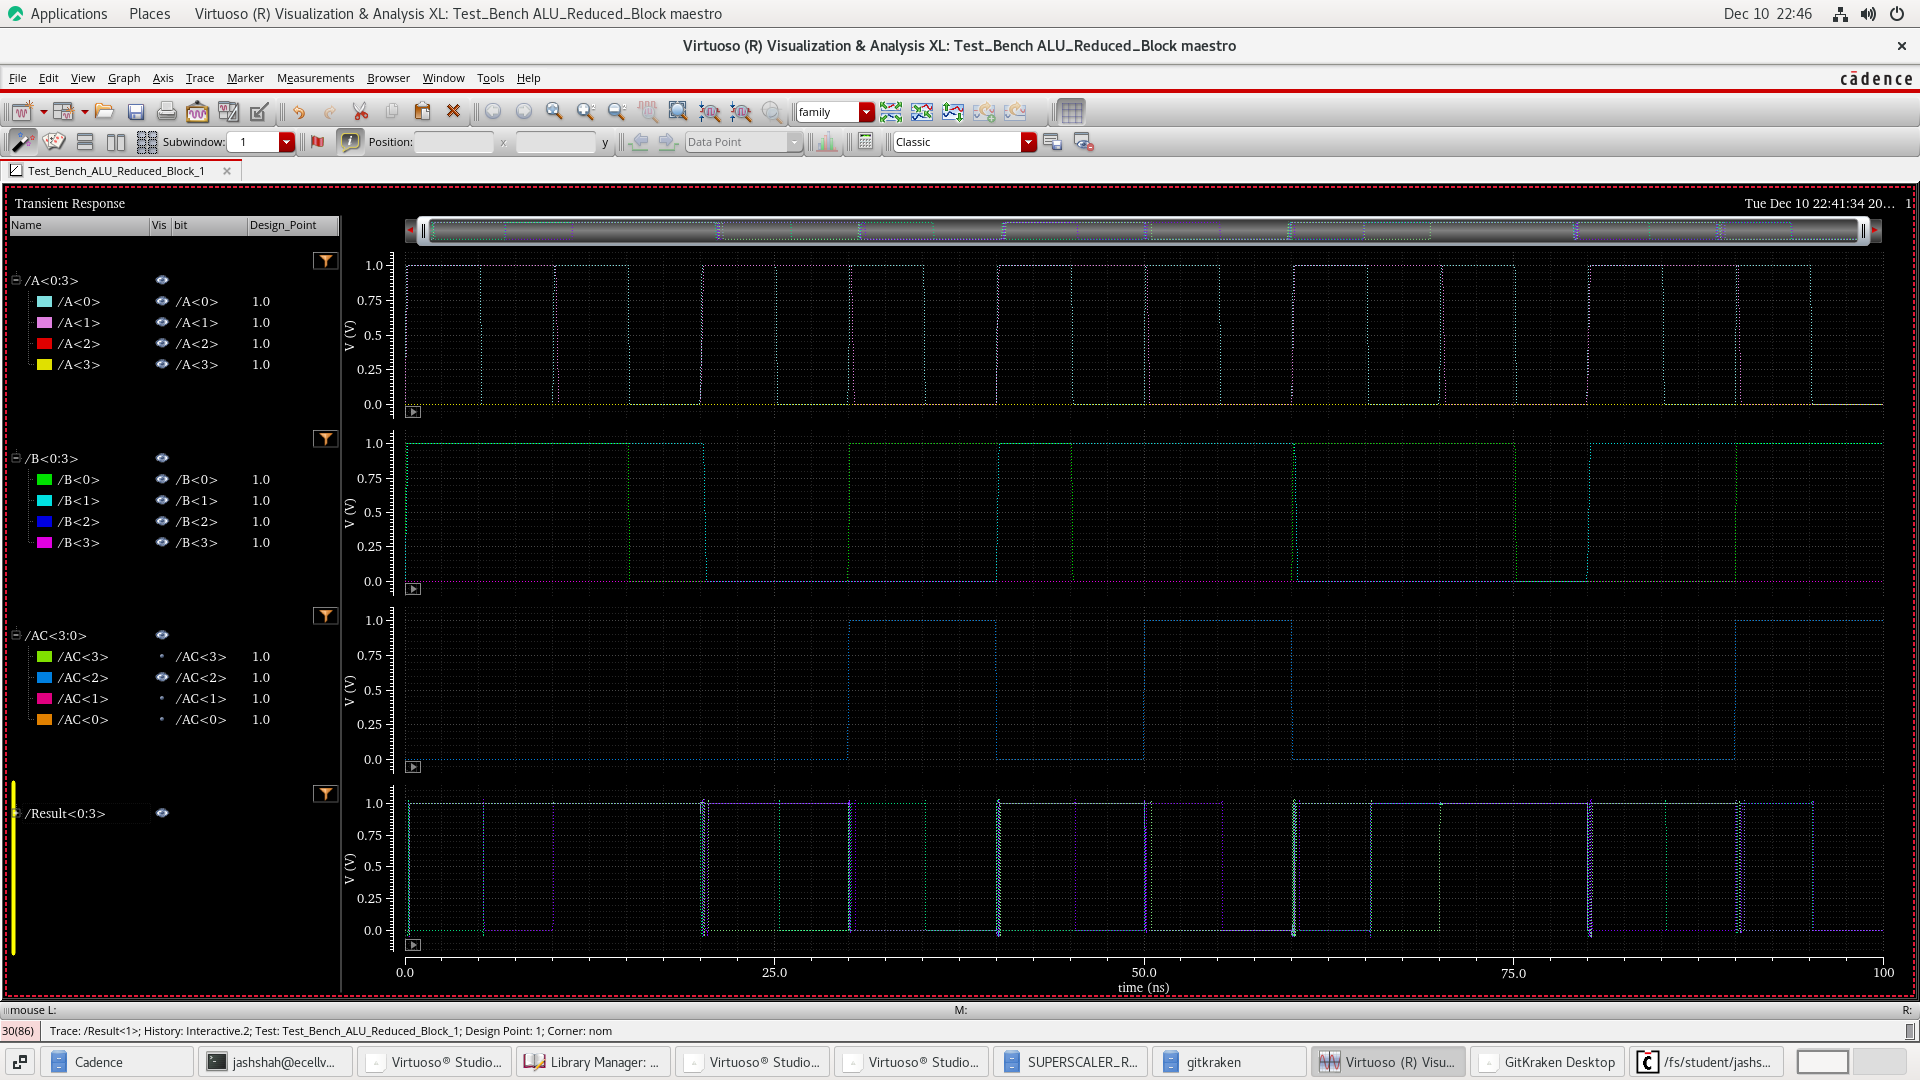 Applications Places Virtuoso (R) Visualization & Analysis XL: Test_Bench ALU_Reduced_Block maestro Dec 10 22:46
Virtuoso (R) Visualization & Analysis XL: Test_Bench ALU_Reduced_Block maestro ×
File Edit View Graph Axis Trace Marker Measurements Browser Window Tools Help cādence
family
Subwindow: 1 Position: x y Data Point Classic
Test_Bench_ALU_Reduced_Block_1
Transient Response Tue Dec 10 22:41:34 20... 1
Name Vis bit Design_Point
/A<0:3>
/A<0> /A<0> 1.0
/A<1> /A<1> 1.0
/A<2> /A<2> 1.0
/A<3> /A<3> 1.0
1.0
0.75
0.5
0.25
0.0
V (V)
/B<0:3>
/B<0> /B<0> 1.0
/B<1> /B<1> 1.0
/B<2> /B<2> 1.0
/B<3> /B<3> 1.0
1.0
0.75
0.5
0.25
0.0
V (V)
/AC<3:0>
/AC<3> /AC<3> 1.0
/AC<2> /AC<2> 1.0
/AC<1> /AC<1> 1.0
/AC<0> /AC<0> 1.0
1.0
0.75
0.5
0.25
0.0
V (V)
/Result<0:3>
1.0
0.75
0.5
0.25
0.0
V (V)
0.0 25.0 50.0 75.0 100
time (ns)
mouse L: M: R:
30(86) Trace: /Result<1>; History: Interactive.2; Test: Test_Bench_ALU_Reduced_Block_1; Design Point: 1; Corner: nom
Cadence jashshah@ecellv... Virtuoso® Studio... Library Manager: ... Virtuoso® Studio... Virtuoso® Studio... SUPERSCALER_R... gitkraken Virtuoso (R) Visu... GitKraken Desktop /fs/student/jashs...